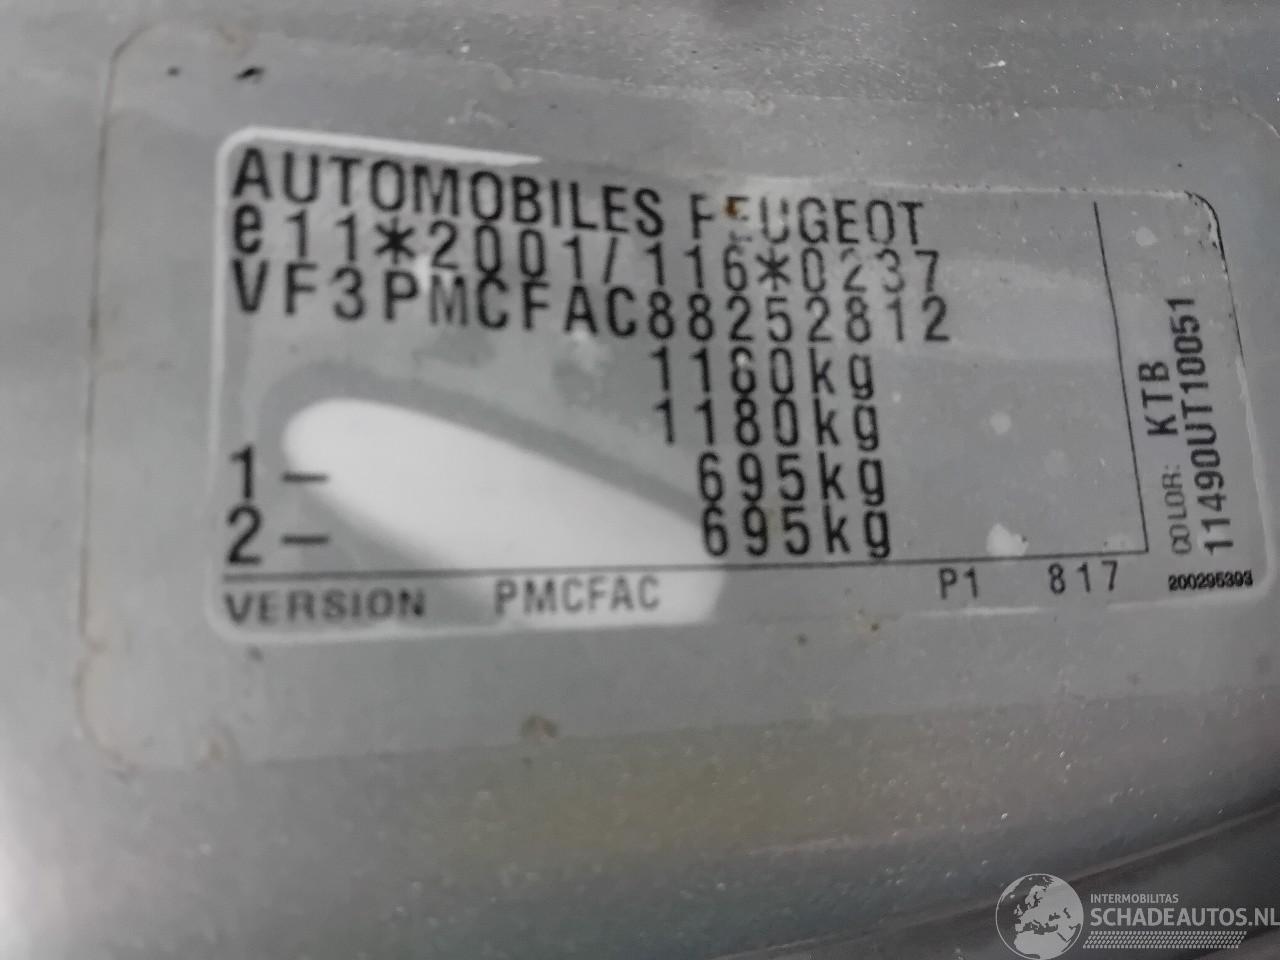 AUTOMOBILES PEUGEOT
e11*2001/116*0237
VF3PMCFAC88252812
1160kg
1180kg
1- 695kg
2- 695kg
VERSION PMCFAC P1 817
COLOR: KTB
11490UT10051
200295393
INTERMOBILITAS
SCHADEAUTOS.NL